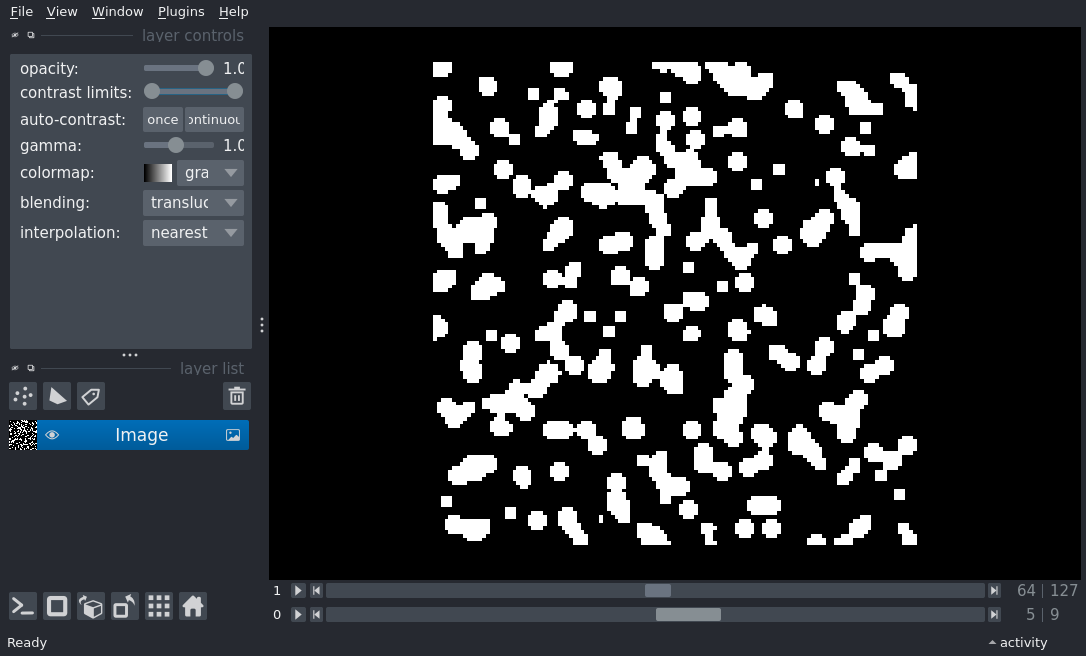 File View Window Plugins Help
layer controls
opacity: 1.0
contrast limits:
auto-contrast: once ontinuou
gamma: 1.0
colormap: gra
blending: transluc
interpolation: nearest
layer list
Image
1 64 | 127
0 5 | 9
Ready activity